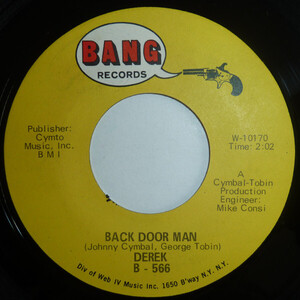 BANG
RECORDS
Publisher:
Cymto
Music, Inc.
B M I
W-10170
Time: 2:02
A
Cymbal-Tobin
Production
Engineer:
Mike Consi
BACK DOOR MAN
(Johnny Cymbal, George Tobin)
DEREK
B - 566
Div of Web IV Music inc. 1650 B'way N.Y. N.Y.